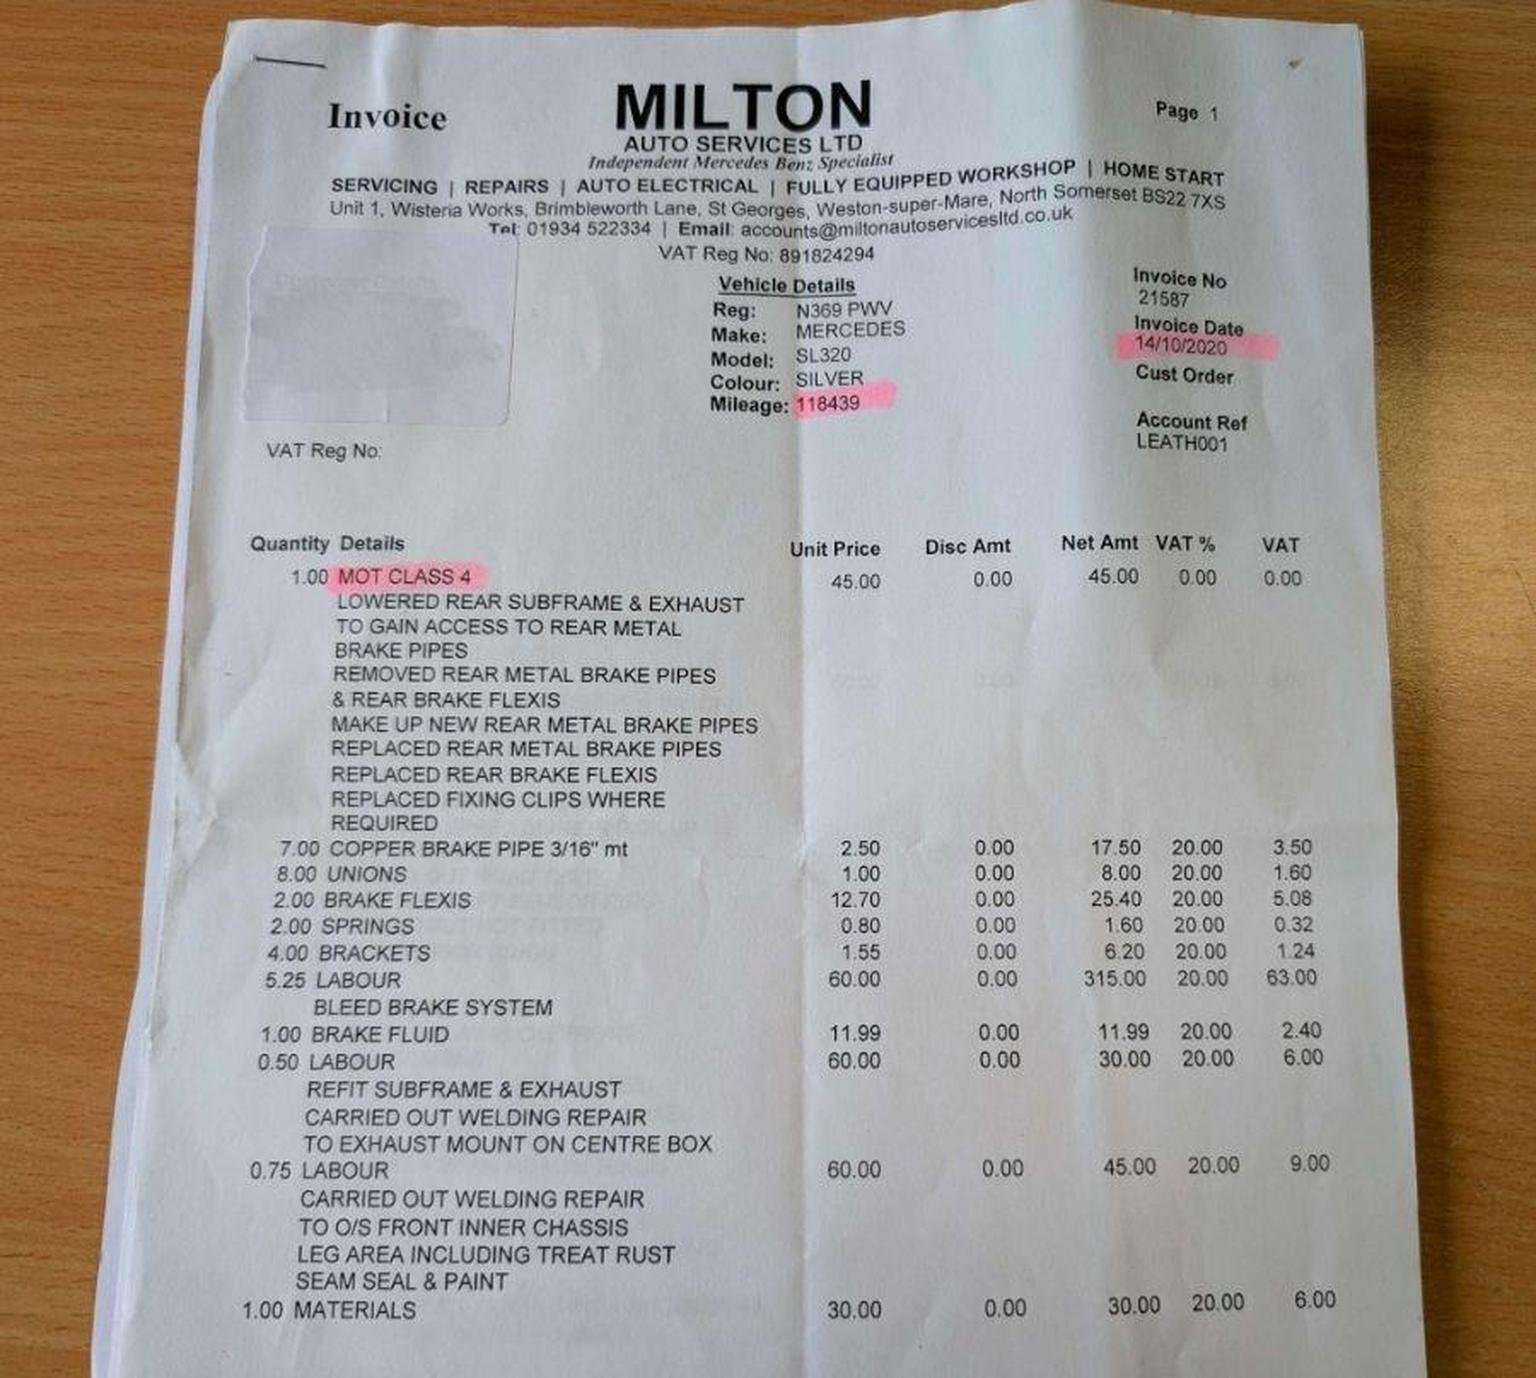 Invoice
MILTON
Page 1
AUTO SERVICES LTD
Independent Mercedes Benz Specialist
SERVICING | REPAIRS | AUTO ELECTRICAL | FULLY EQUIPPED WORKSHOP | HOME START
Unit 1, Wisteria Works, Brimbleworth Lane, St Georges, Weston-super-Mare, North Somerset BS22 7XS
Tel: 01934 522334 | Email: accounts@miltonautoservicesltd.co.uk
VAT Reg No: 891824294
Vehicle Details
Reg: N369 PWV
Make: MERCEDES
Model: SL320
Colour: SILVER
Mileage: 118439
Invoice No
21587
Invoice Date
14/10/2020
Cust Order
Account Ref
LEATH001
VAT Reg No:
Quantity Details Unit Price Disc Amt Net Amt VAT % VAT
1.00 MOT CLASS 4 45.00 0.00 45.00 0.00 0.00
LOWERED REAR SUBFRAME & EXHAUST
TO GAIN ACCESS TO REAR METAL
BRAKE PIPES
REMOVED REAR METAL BRAKE PIPES
& REAR BRAKE FLEXIS
MAKE UP NEW REAR METAL BRAKE PIPES
REPLACED REAR METAL BRAKE PIPES
REPLACED REAR BRAKE FLEXIS
REPLACED FIXING CLIPS WHERE
REQUIRED
7.00 COPPER BRAKE PIPE 3/16" mt 2.50 0.00 17.50 20.00 3.50
8.00 UNIONS 1.00 0.00 8.00 20.00 1.60
2.00 BRAKE FLEXIS 12.70 0.00 25.40 20.00 5.08
2.00 SPRINGS 0.80 0.00 1.60 20.00 0.32
4.00 BRACKETS 1.55 0.00 6.20 20.00 1.24
5.25 LABOUR 60.00 0.00 315.00 20.00 63.00
BLEED BRAKE SYSTEM
1.00 BRAKE FLUID 11.99 0.00 11.99 20.00 2.40
0.50 LABOUR 60.00 0.00 30.00 20.00 6.00
REFIT SUBFRAME & EXHAUST
CARRIED OUT WELDING REPAIR
TO EXHAUST MOUNT ON CENTRE BOX
0.75 LABOUR 60.00 0.00 45.00 20.00 9.00
CARRIED OUT WELDING REPAIR
TO O/S FRONT INNER CHASSIS
LEG AREA INCLUDING TREAT RUST
SEAM SEAL & PAINT
1.00 MATERIALS 30.00 0.00 30.00 20.00 6.00